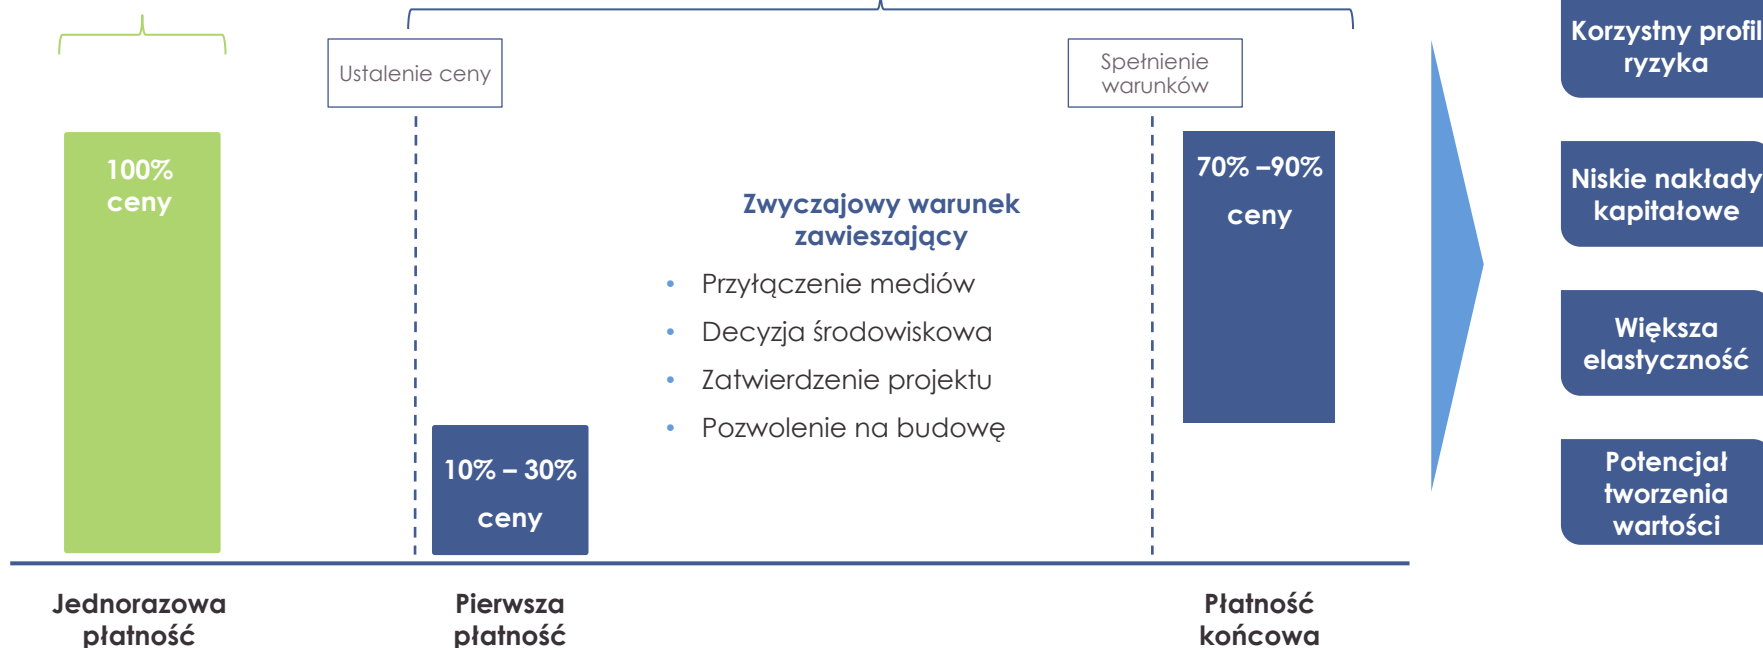 Ustalenie ceny
Spełnienie
warunków
100%
ceny
Zwyczajowy warunek
zawieszający
• Przyłączenie mediów
• Decyzja środowiskowa
• Zatwierdzenie projektu
• Pozwolenie na budowę
10% – 30%
ceny
70% –90%
ceny
Jednorazowa
płatność
Pierwsza
płatność
Płatność
końcowa
Korzystny profil
ryzyka
Niskie nakłady
kapitałowe
Większa
elastyczność
Potencjał
tworzenia
wartości